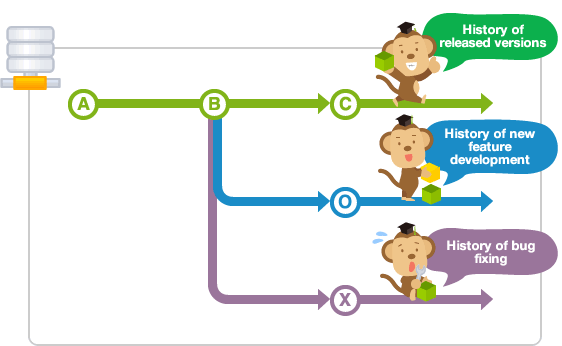 History of
released versions
A
B
C
History of new
feature
development
O
History of bug
fixing
X